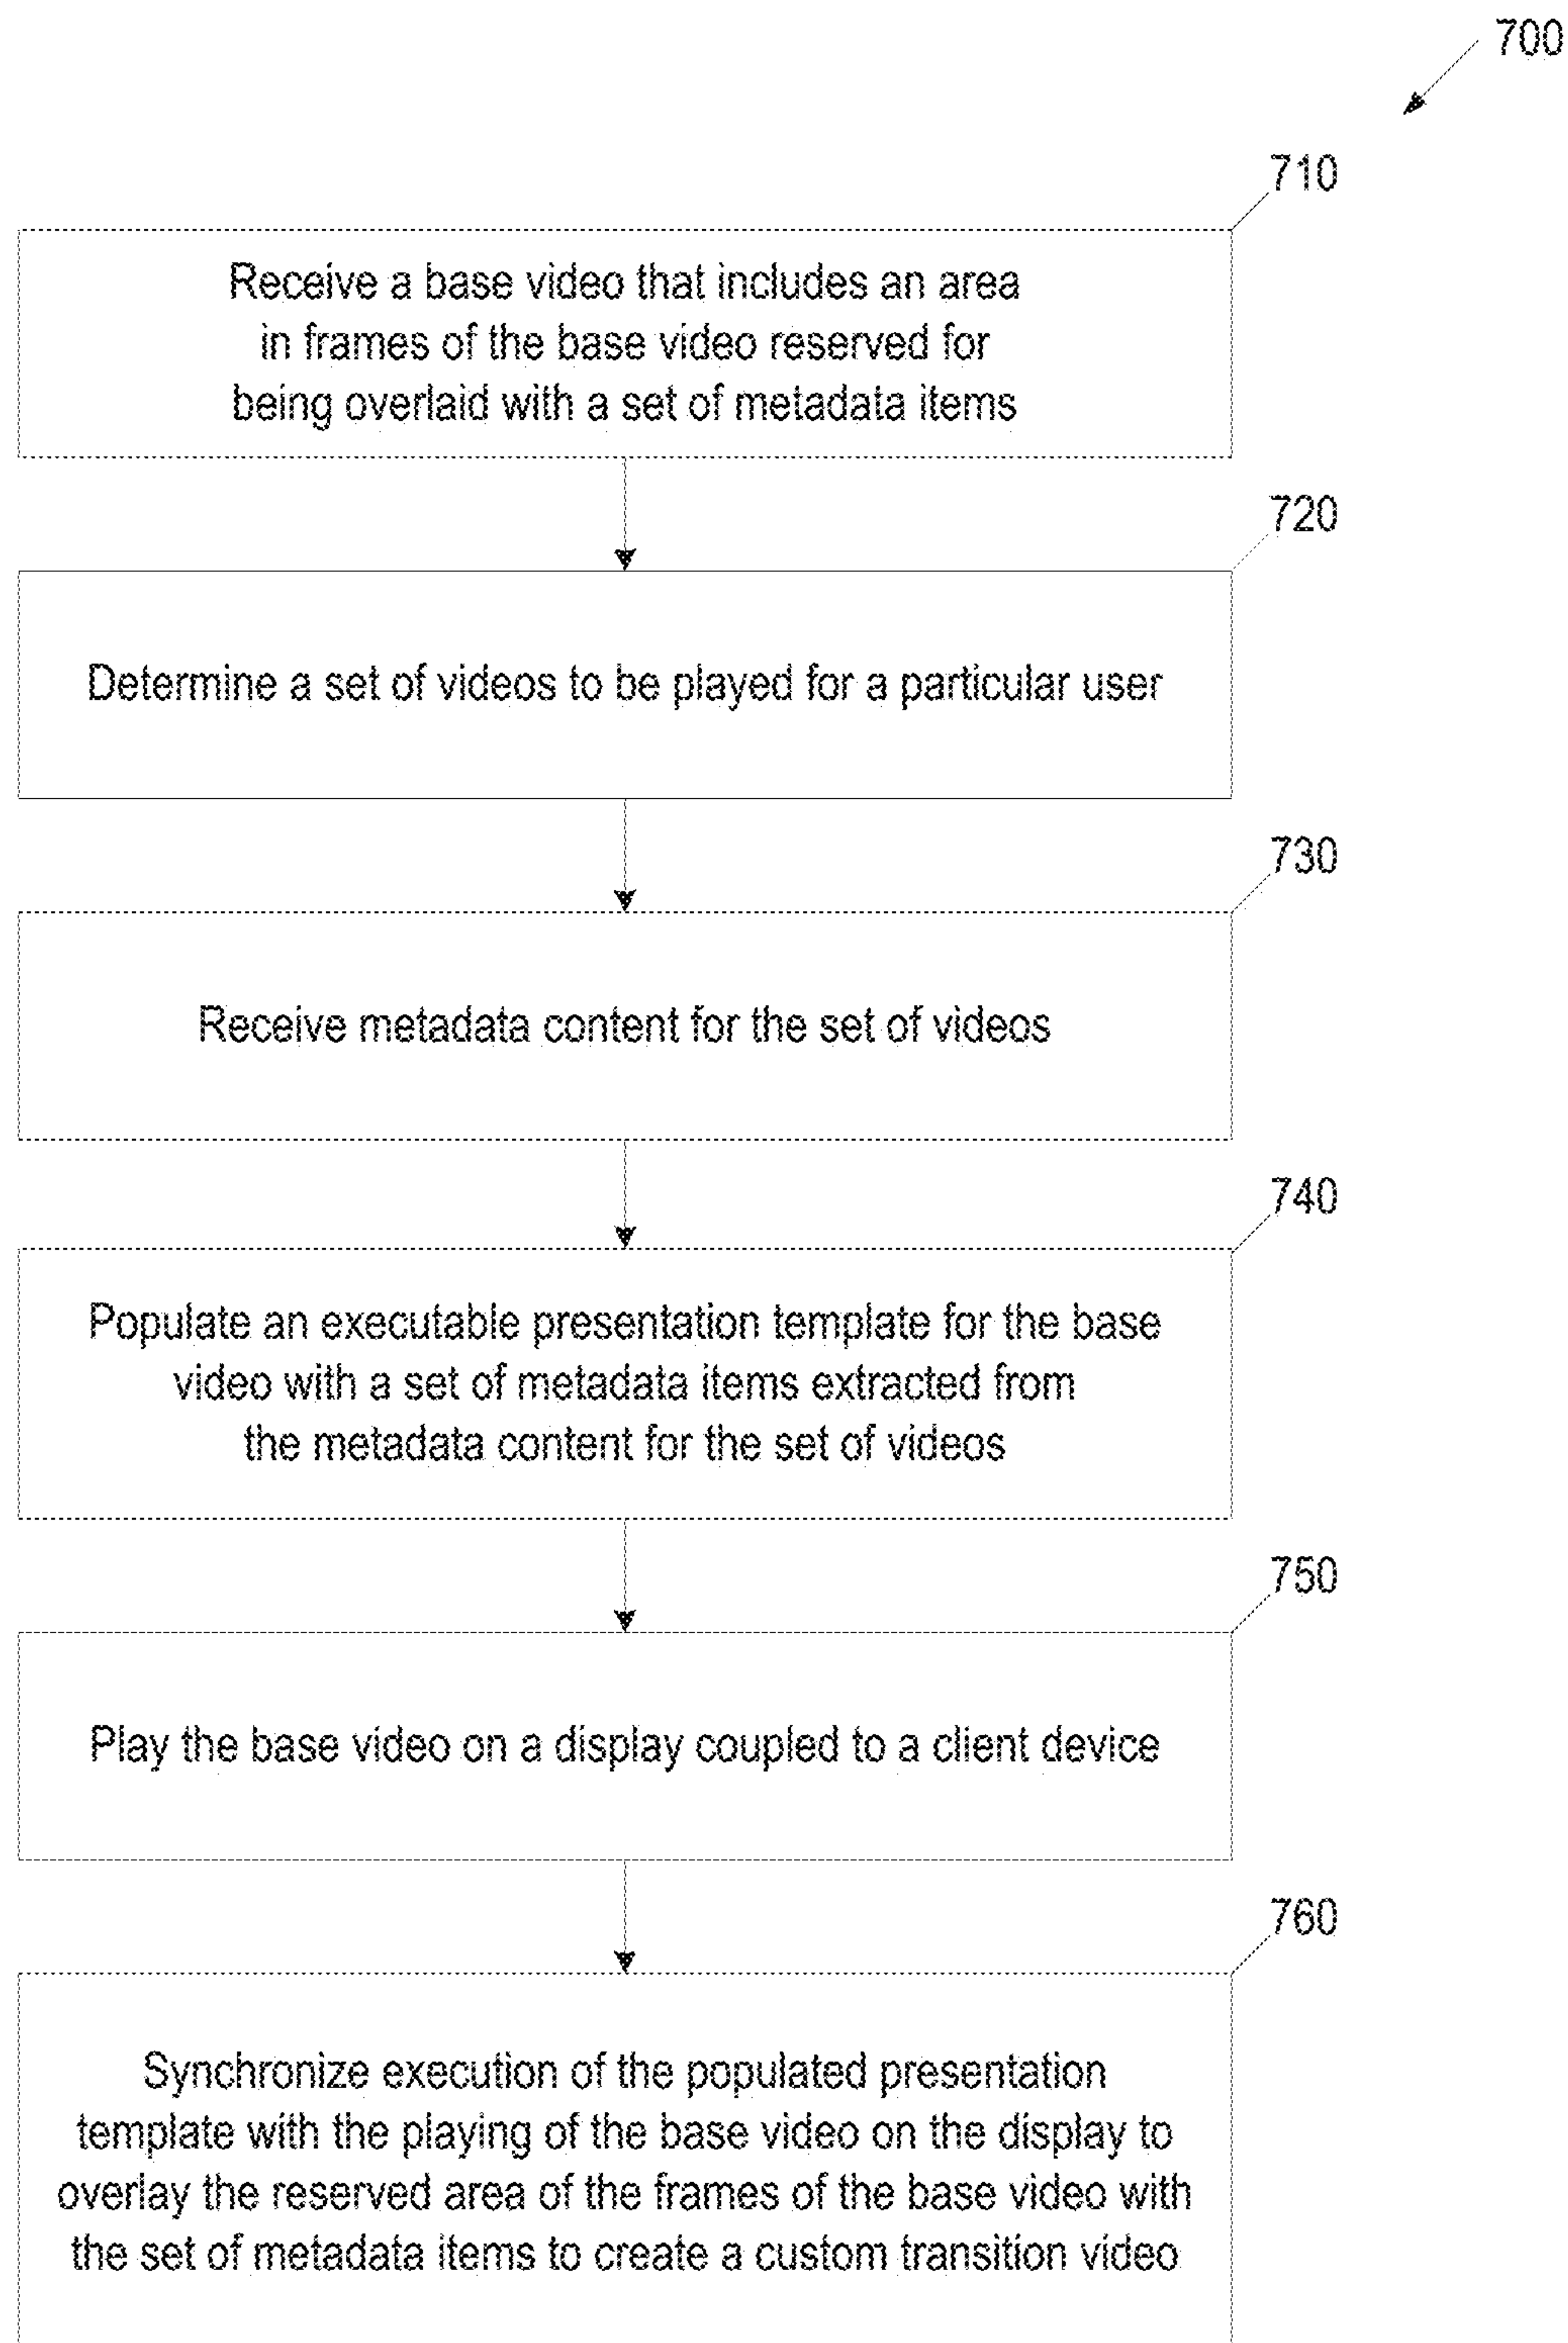 700
710
Receive a base video that includes an area
in frames of the base video reserved for
being overlaid with a set of metadata items
720
Determine a set of videos to be played for a particular user
730
Receive metadata content for the set of videos
740
Populate an executable presentation template for the base
video with a set of metadata items extracted from
the metadata content for the set of videos
750
Play the base video on a display coupled to a client device
760
Synchronize execution of the populated presentation
template with the playing of the base video on the display to
overlay the reserved area of the frames of the base video with
the set of metadata items to create a custom transition video